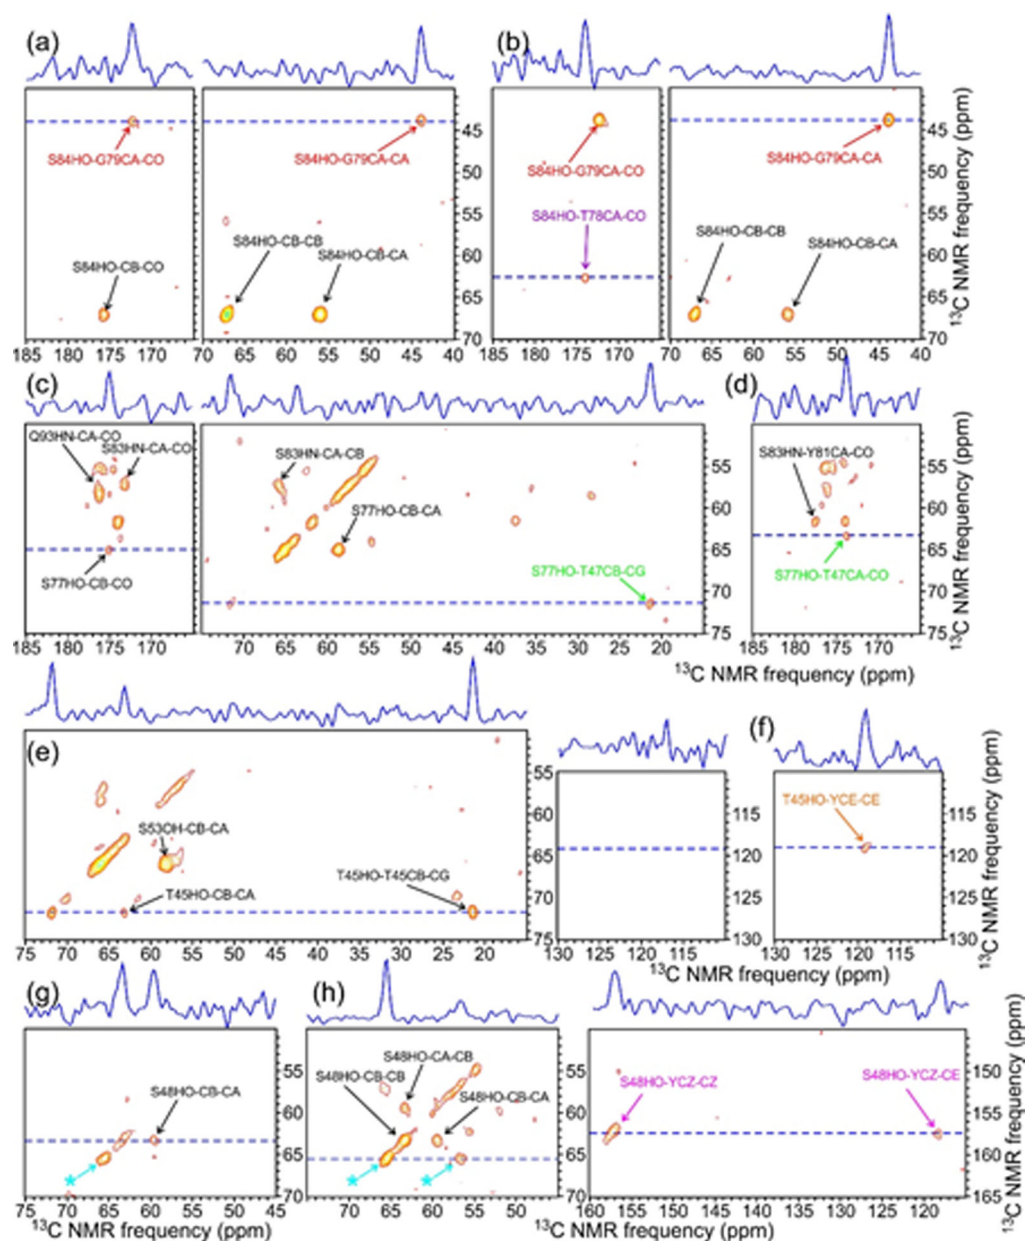 (a)
(b)
S84HO-G79CA-CO
S84HO-G79CA-CA
S84HO-CB-CB
S84HO-CB-CA
S84HO-CB-CO
45
50
55
60
65
70
185 180 170
70 65 60 55 50 45 40
S84HO-G79CA-CO
S84HO-T78CA-CO
S84HO-G79CA-CA
S84HO-CB-CB
S84HO-CB-CA
45
50
55
60
65
70
185 180 170
70 65 60 55 50 45 40
¹³C NMR frequency (ppm)
(c)
(d)
Q93HN-CA-CO
S83HN-CA-CO
S77HO-CB-CO
S83HN-CA-CB
S77HO-CB-CA
S77HO-T47CB-CG
55
60
65
70
75
185 180 170
65 60 55 50 45 40 35 30 25 20
S83HN-Y81CA-CO
S77HO-T47CA-CO
55
60
65
70
75
185 180 170
¹³C NMR frequency (ppm)
¹³C NMR frequency (ppm)
(e)
(f)
S53OH-CB-CA
T45HO-CB-CA
T45HO-T45CB-CG
55
60
65
70
75
75 70 65 60 55 50 45 40 35 30 25 20
115
120
125
130
130 125 115
T45HO-YCE-CE
115
120
125
130
130 125 115
¹³C NMR frequency (ppm)
¹³C NMR frequency (ppm)
(g)
(h)
S48HO-CB-CA
70 65 60 55 50 45
S48HO-CA-CB
S48HO-CB-CB
S48HO-CB-CA
55
60
65
70
70 60 50
S48HO-YCZ-CZ
S48HO-YCZ-CE
150
155
160
165
160 155 150 145 140 135 130 125 120
¹³C NMR frequency (ppm)
¹³C NMR frequency (ppm)
¹³C NMR frequency (ppm)